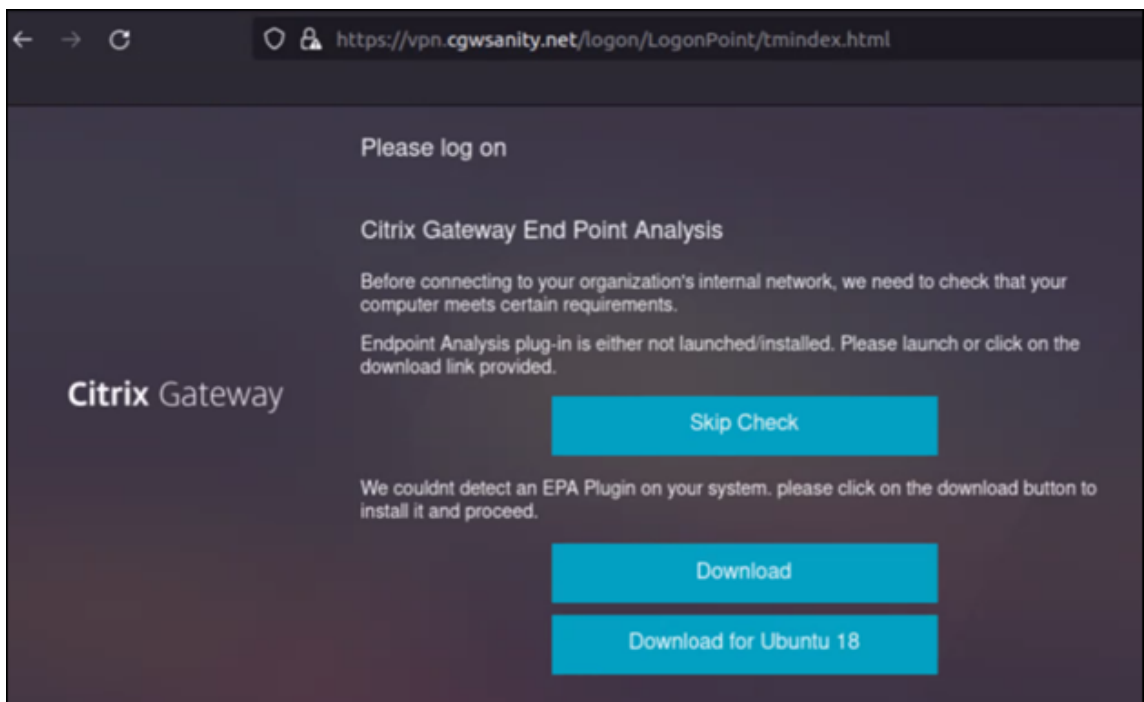 https://vpn.cgwsanity.net/logon/LogonPoint/tmindex.html
Please log on
Citrix Gateway End Point Analysis
Before connecting to your organization's internal network, we need to check that your
computer meets certain requirements.
Endpoint Analysis plug-in is either not launched/installed. Please launch or click on the
download link provided.
Citrix Gateway
Skip Check
We couldnt detect an EPA Plugin on your system. please click on the download button to
install it and proceed.
Download
Download for Ubuntu 18